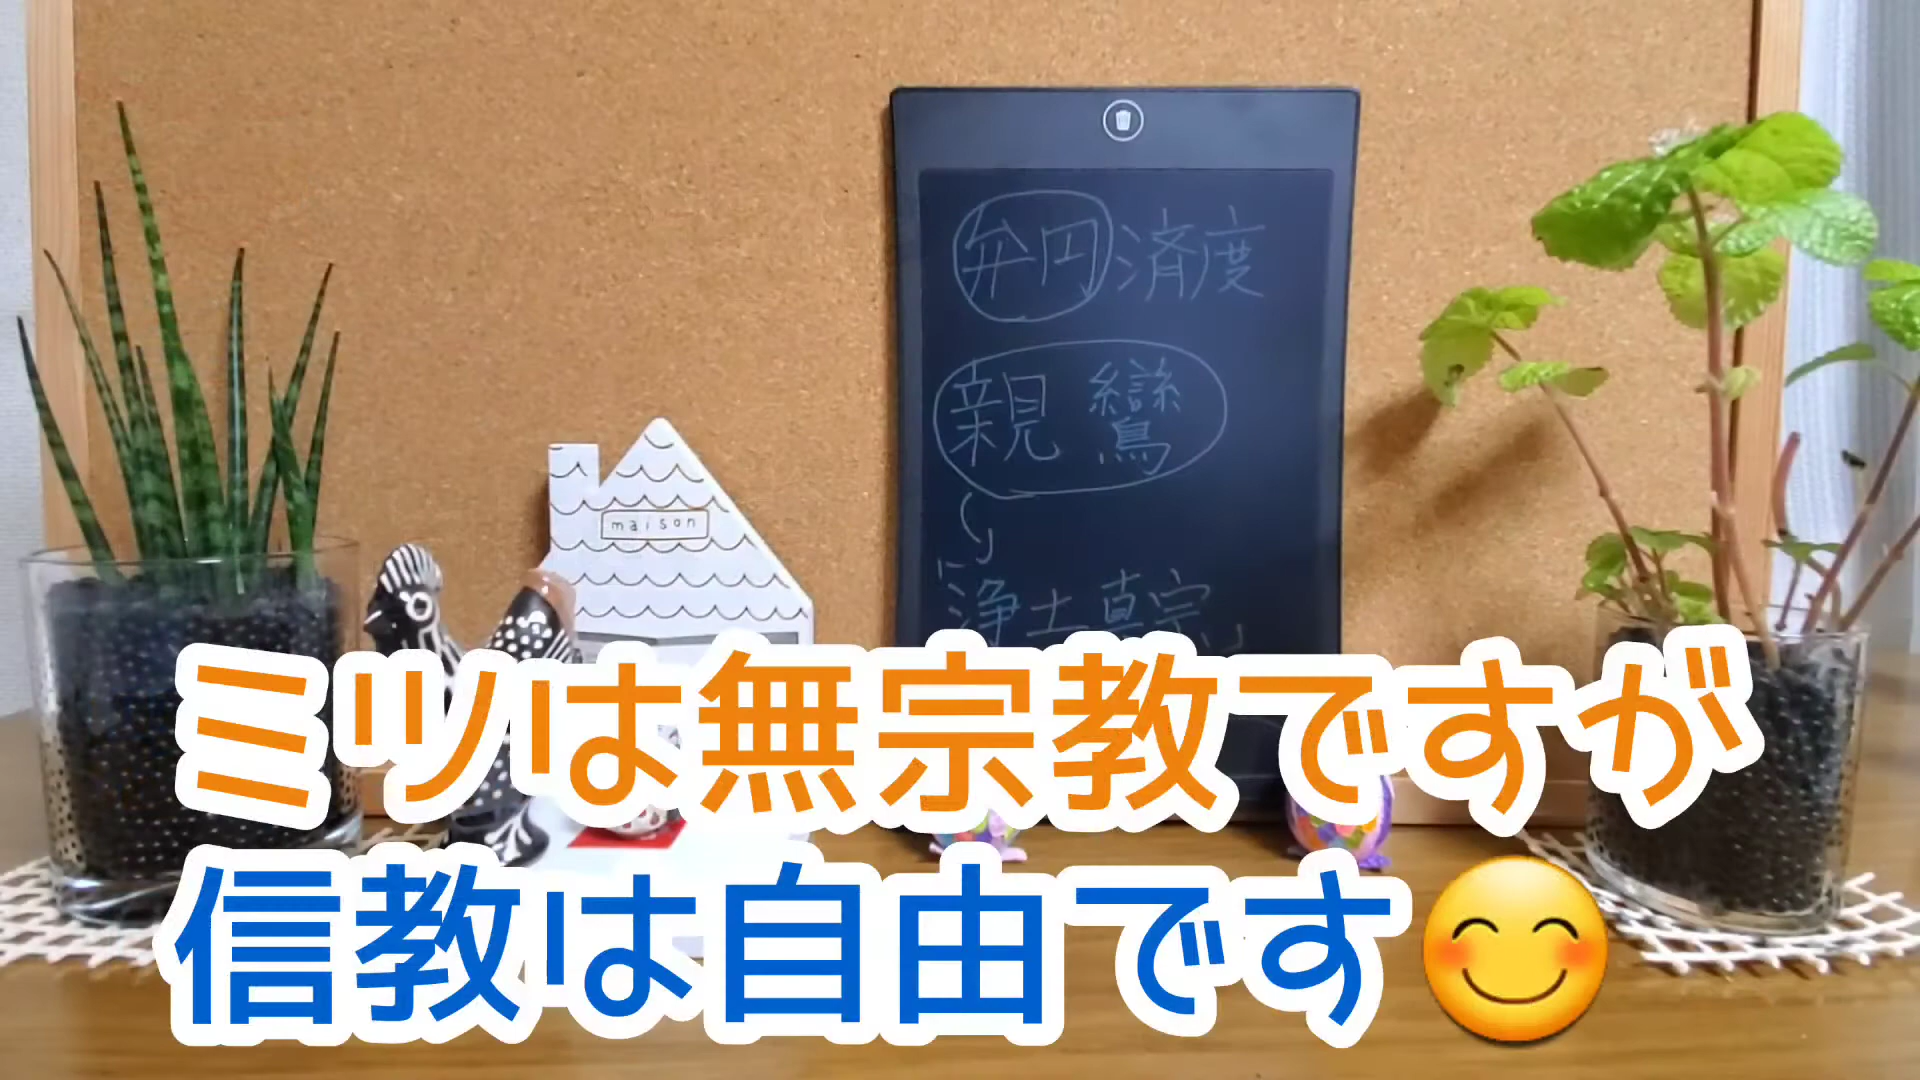 弁円済度
親鸞
浄土真宗
maison
ミツは無宗教ですが
信教は自由です😊